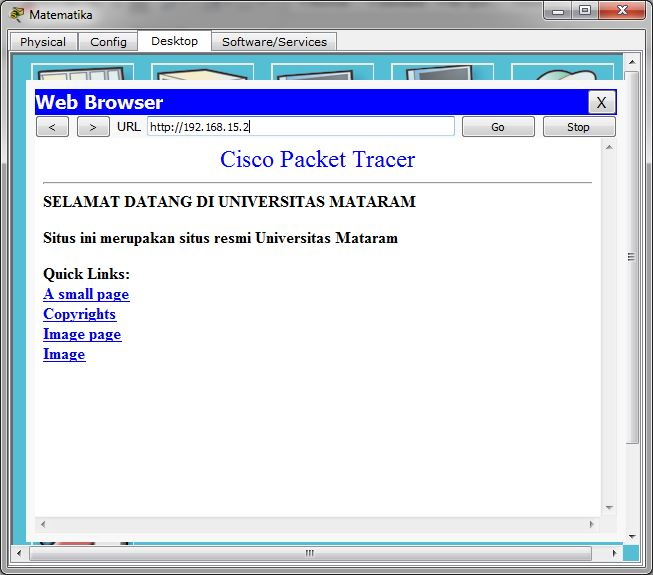 Matematika
Physical Config Desktop Software/Services
Web Browser X
< > URL http://192.168.15.2 Go Stop
Cisco Packet Tracer
SELAMAT DATANG DI UNIVERSITAS MATARAM
Situs ini merupakan situs resmi Universitas Mataram
Quick Links:
A small page
Copyrights
Image page
Image